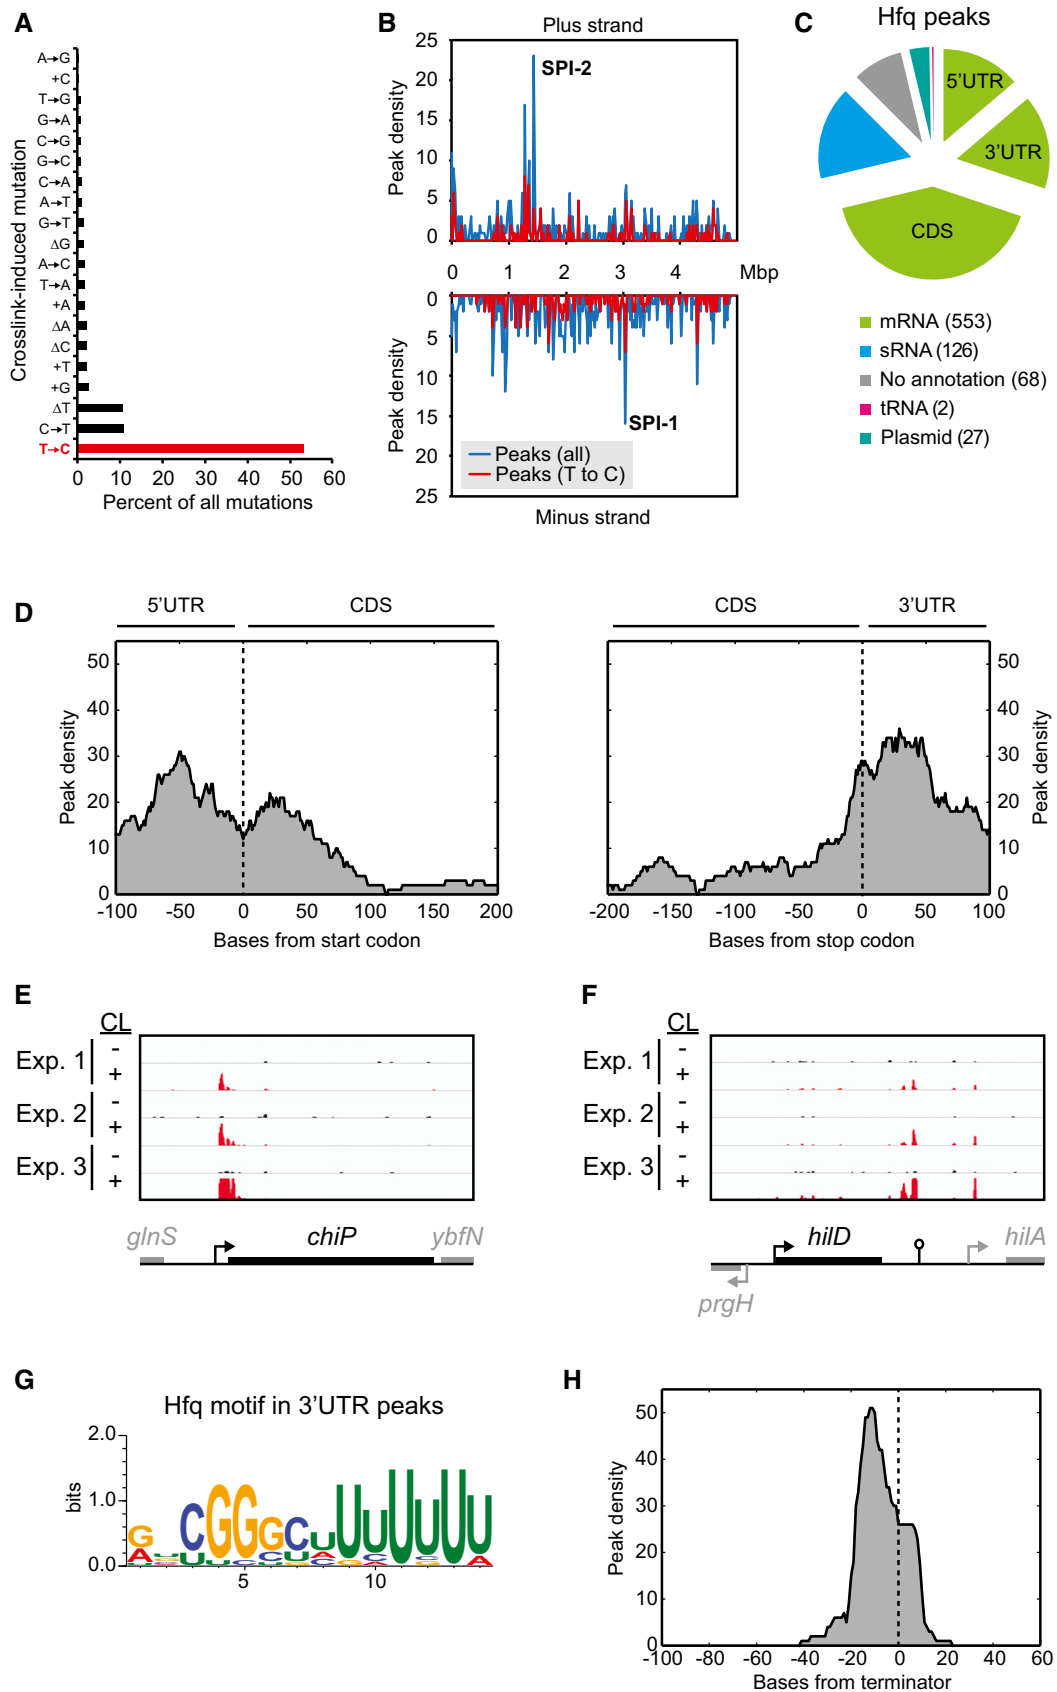 A
A→G
+C
T→G
G→A
C→G
G→C
C→A
A→T
G→T
ΔG
A→C
T→A
+A
ΔA
ΔC
+T
+G
ΔT
C→T
T→C
Crosslink-induced mutation
0 10 20 30 40 50 60
Percent of all mutations
B
Plus strand
25
20
15
10
5
0
Peak density
SPI-2
0 1 2 3 4 Mbp
0
5
10
15
20
25
Peak density
SPI-1
Peaks (all)
Peaks (T to C)
Minus strand
C
Hfq peaks
5'UTR
3'UTR
CDS
mRNA (553)
sRNA (126)
No annotation (68)
tRNA (2)
Plasmid (27)
D
5'UTR CDS
50
40
30
20
10
0
Peak density
-100 -50 0 50 100 150 200
Bases from start codon
CDS 3'UTR
50
40
30
20
10
0
Peak density
-200 -150 -100 -50 0 50 100
Bases from stop codon
E
CL
Exp. 1 - +
Exp. 2 - +
Exp. 3 - +
glnS chiP ybfN
F
CL
Exp. 1 - +
Exp. 2 - +
Exp. 3 - +
hilD hilA
prgH
G
Hfq motif in 3'UTR peaks
2.0
1.0
0.0
bits
5 10
H
50
40
30
20
10
0
Peak density
-100 -80 -60 -40 -20 0 20 40 60
Bases from terminator